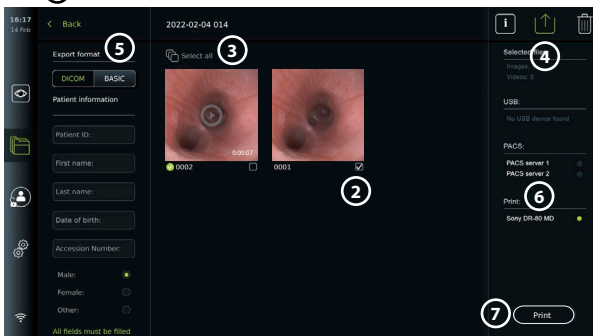 16:17
14 Feb
Back
2022-02-04 014
i
Export format
5
DICOM
BASIC
Patient information
Patient ID:
First name:
Last name:
Date of birth:
Accession Number:
Male:
Female:
Other:
All fields must be filled
Select all
3
0:00:07
0002
0001
2
Selected files
4
Images:
Videos: 0
USB:
No USB device found
PACS:
PACS server 1
PACS server 2
6
Print:
Sony DR-80 MD
7
Print